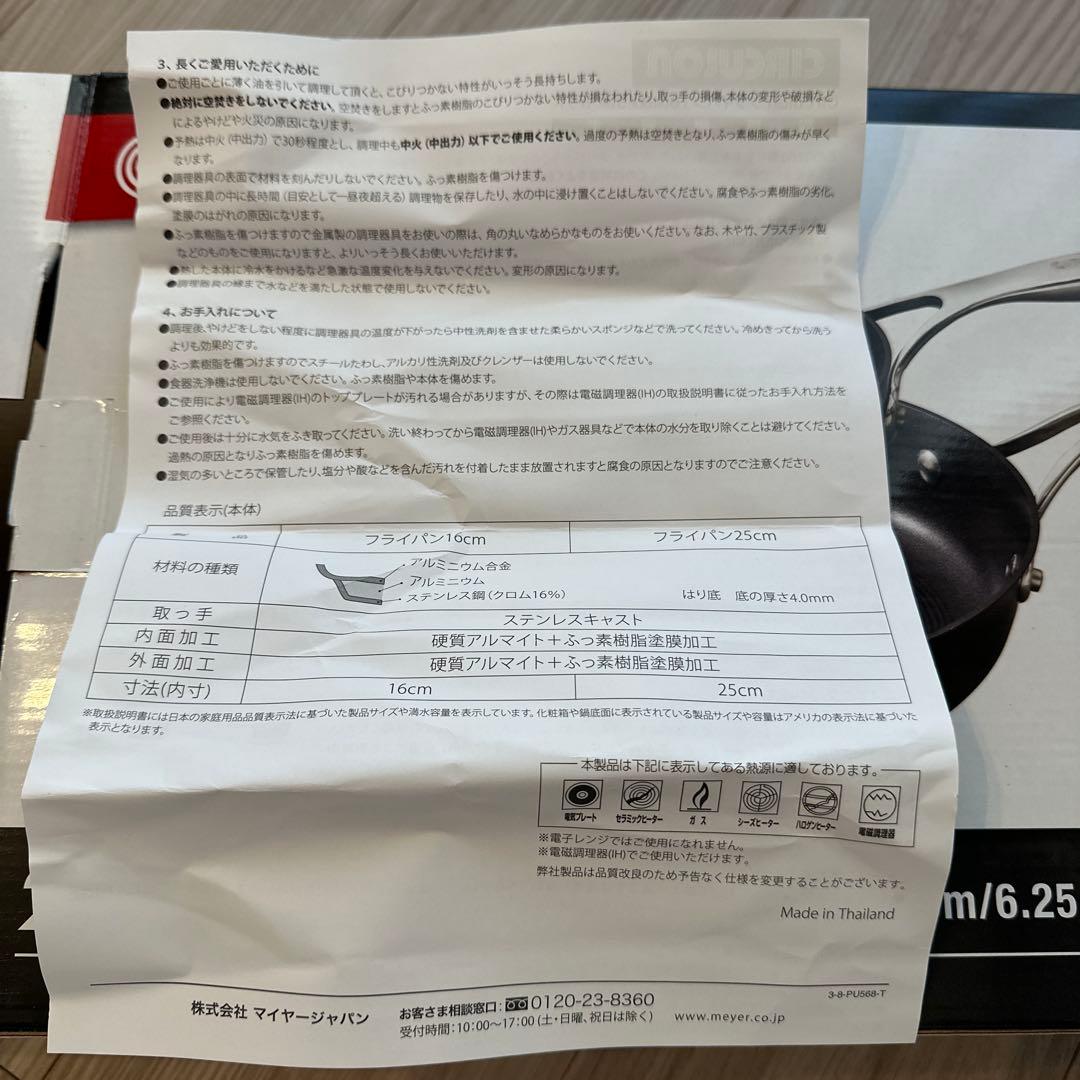 3、長くご愛用いただくために
●ご使用ごとに薄く油を引いて調理して頂くと、こびりつかない特性がいっそう長持ちします。
●絶対に空焚きをしないでください。空焚きをしますとふっ素樹脂のこびりつかない特性が損なわれたり、取っ手の損傷、本体の変形や破損など
によるやけどや火災の原因になります。
●予熱は中火(中出力)で30秒程度とし、調理中も中火(中出力)以下でご使用ください。過度の予熱は空焚きとなり、ふっ素樹脂の傷みが早く
なります。
●調理器具の表面で材料を刻んだりしないでください。ふっ素樹脂を傷つけます。
●調理器具の中に長時間(目安として一昼夜超える)調理物を保存したり、水の中に浸け置くことはしないでください。腐食やふっ素樹脂の劣化、
塗膜のはがれの原因になります。
●ふっ素樹脂を傷つけますので金属製の調理器具をお使いの際は、角の丸いなめらかなものをお使いください。なお、木や竹、プラスチック製
などのものをご使用になりますと、よりいっそう長くお使いいただけます。
●熱した本体に冷水をかけるなど急激な温度変化を与えないでください。変形の原因になります。
●調理器具の縁まで水などを満たした状態で使用しないでください。
4、お手入れについて
●調理後、やけどをしない程度に調理器具の温度が下がったら中性洗剤を含ませた柔らかいスポンジなどで洗ってください。冷めきってから洗う
よりも効果的です。
●ふっ素樹脂を傷つけますのでスチールたわし、アルカリ性洗剤及びクレンザーは使用しないでください。
●食器洗浄機は使用しないでください。ふっ素樹脂や本体を傷めます。
●ご使用により電磁調理器(IH)のトッププレートが汚れる場合がありますが、その際は電磁調理器(IH)の取扱説明書に従ったお手入れ方法を
ご参照ください。
●ご使用後は十分に水気をふき取ってください。洗い終わってから電磁調理器(IH)やガス器具などで本体の水分を取り除くことは避けてください。
過熱の原因となりふっ素樹脂を傷めます。
●湿気の多いところで保管したり、塩分や酸などを含んだ汚れを付着したまま放置されますと腐食の原因となりますのでご注意ください。
品質表示(本体)
フライパン16cm フライパン25cm
材料の種類
・アルミニウム合金
・アルミニウム
・ステンレス鋼(クロム16%) はり底 底の厚さ4.0mm
取っ手 ステンレスキャスト
内面加工 硬質アルマイト+ふっ素樹脂塗膜加工
外面加工 硬質アルマイト+ふっ素樹脂塗膜加工
寸法(内寸) 16cm 25cm
※取扱説明書には日本の家庭用品品質表示法に基づいた製品サイズや満水容量を表示しています。化粧箱や鍋底面に表示されている製品サイズや容量はアメリカの表示法に基づいた
表示となります。
本製品は下記に表示してある熱源に適しております。
電気プレート セラミックヒーター ガス シーズヒーター ハロゲンヒーター 電磁調理器
※電子レンジではご使用になれません。
※電磁調理器(IH)でご使用いただけます。
弊社製品は品質改良のため予告なく仕様を変更することがございます。
Made in Thailand
m/6.25
3-8-PU568-T
株式会社 マイヤージャパン
お客さま相談窓口: 0120-23-8360
受付時間:10:00〜17:00(土・日曜、祝日は除く) www.meyer.co.jp